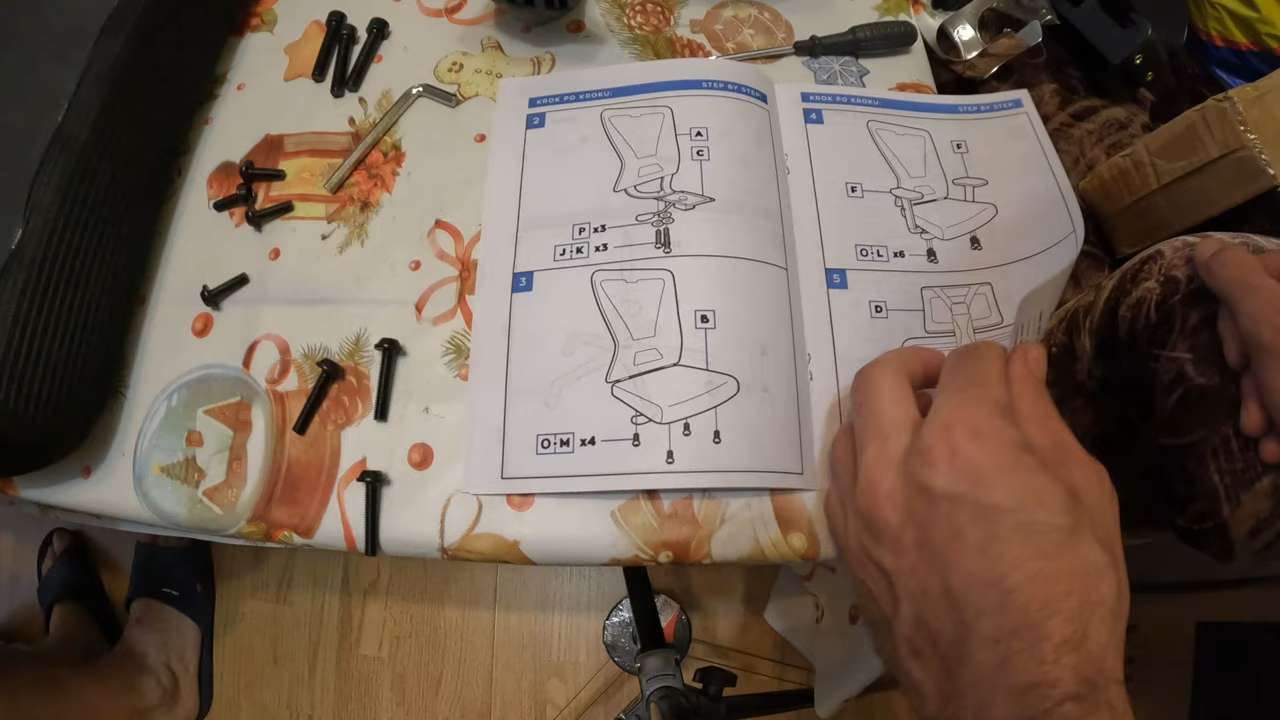 KROK PO KROKU: STEP BY STEP:
2
A
C
P x3
J-K x3
3
B
O-M x4
KROK PO KROKU: STEP BY STEP:
4
F
F
O-L x6
5
D